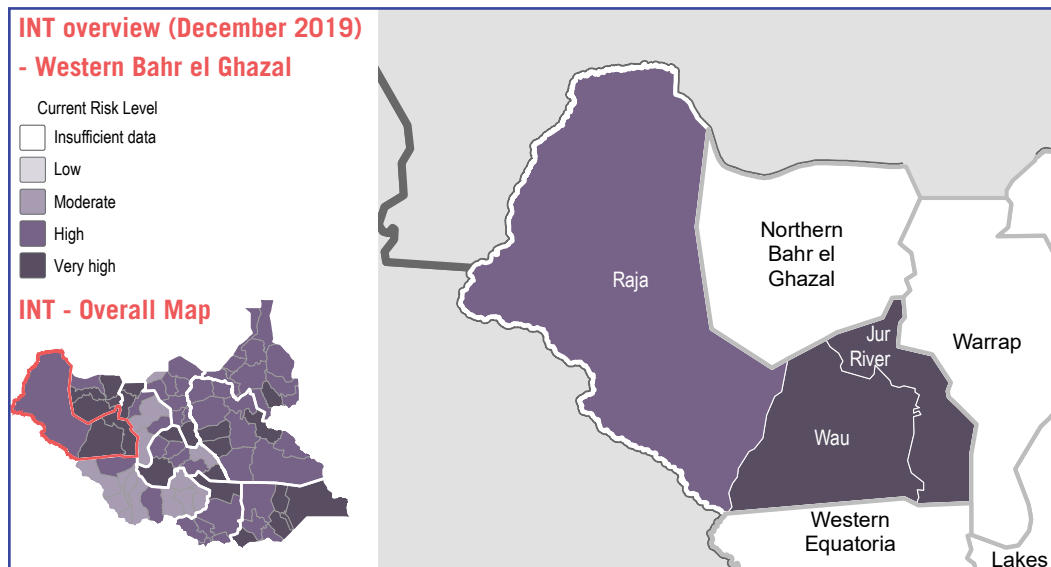 INT overview (December 2019)
- Western Bahr el Ghazal
Current Risk Level
Insufficient data
Low
Moderate
High
Very high
INT - Overall Map
Raja
Northern
Bahr el
Ghazal
Jur
River
Warrap
Wau
Western
Equatoria
Lakes